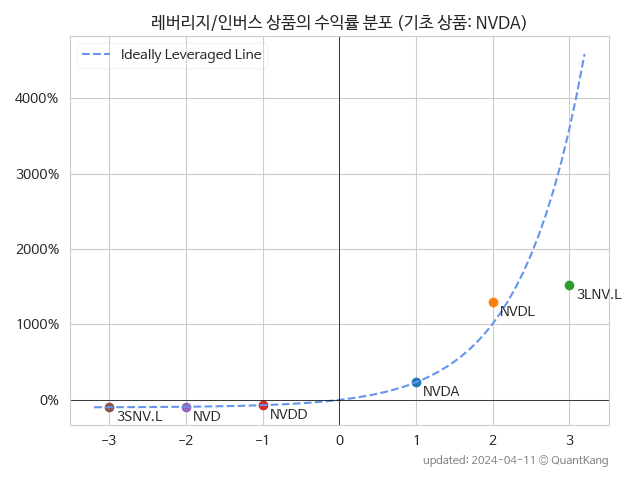 레버리지/인버스 상품의 수익률 분포 (기초 상품: NVDA)
Ideally Leveraged Line
4000%
3000%
2000%
1000%
0%
3LNV.L
NVDL
NVDA
3SNV.L
NVD
NVDD
−3
−2
−1
0
1
2
3
updated: 2024-04-11 © QuantKang